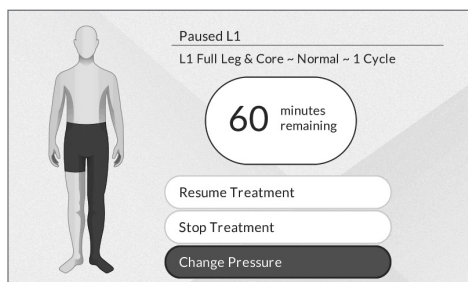 Paused L1
L1 Full Leg & Core ~ Normal ~ 1 Cycle
60 minutes
remaining
Resume Treatment
Stop Treatment
Change Pressure